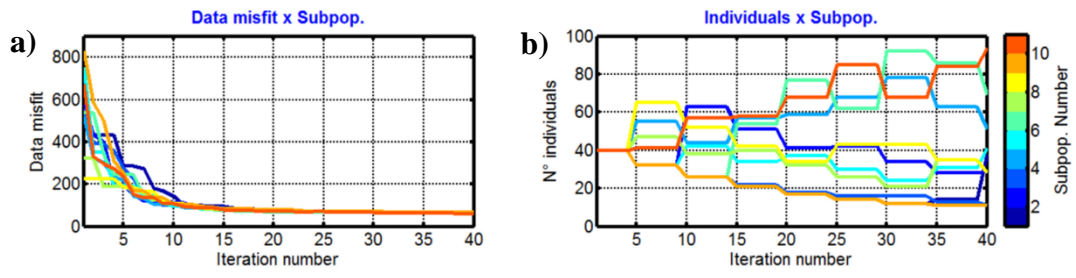 a)
Data misfit x Subpop.
Data misfit
800
600
400
200
0
5 10 15 20 25 30 35 40
Iteration number
b)
Individuals x Subpop.
N° individuals
100
80
60
40
20
0
5 10 15 20 25 30 35 40
Iteration number
10
8
6
4
2
Subpop. Number